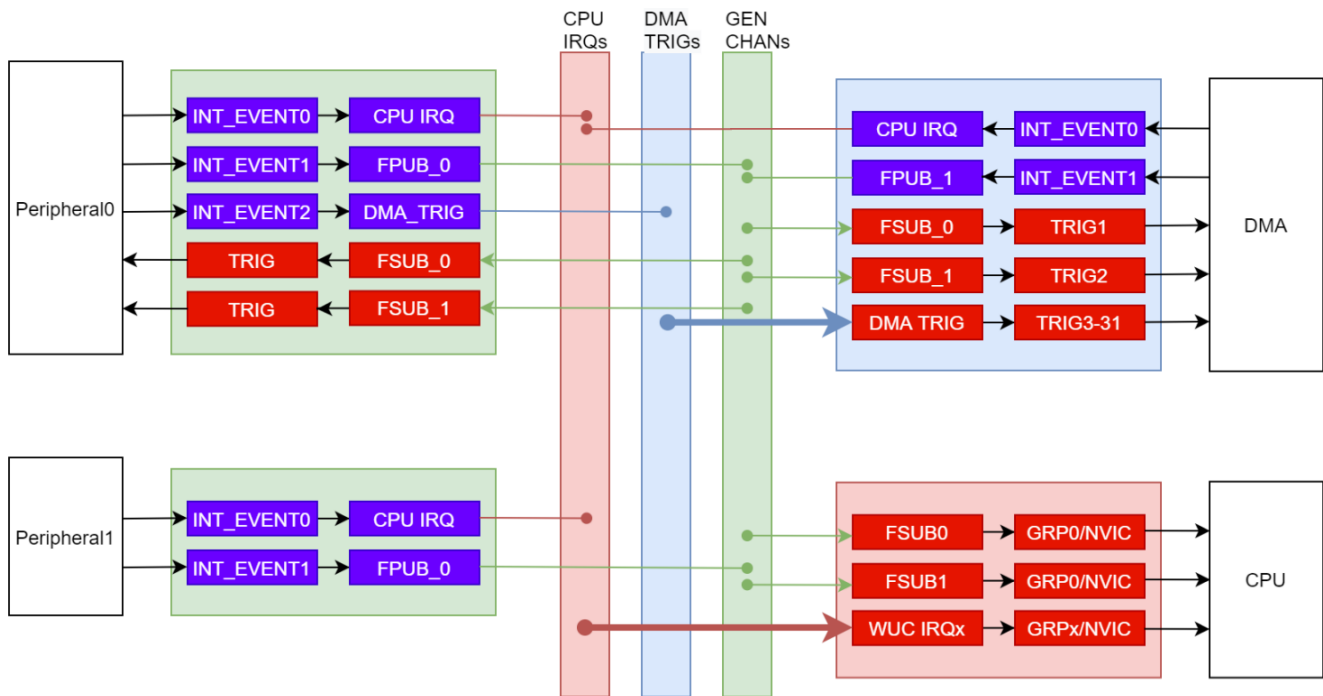 CPU
IRQs
DMA
TRIGs
GEN
CHANs
Peripheral0
INT_EVENT0
CPU IRQ
INT_EVENT1
FPUB_0
INT_EVENT2
DMA_TRIG
TRIG
FSUB_0
TRIG
FSUB_1
CPU IRQ
INT_EVENT0
FPUB_1
INT_EVENT1
FSUB_0
TRIG1
FSUB_1
TRIG2
DMA TRIG
TRIG3-31
DMA
Peripheral1
INT_EVENT0
CPU IRQ
INT_EVENT1
FPUB_0
FSUB0
GRP0/NVIC
FSUB1
GRP0/NVIC
WUC IRQx
GRPx/NVIC
CPU